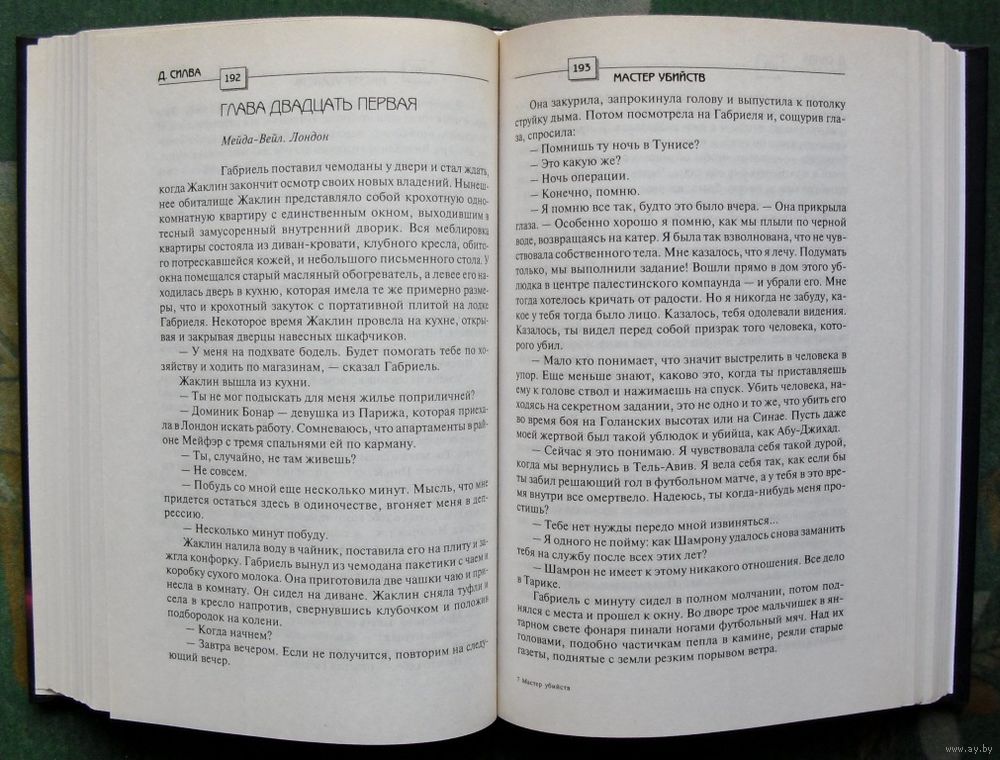 Д. СИЛВА
192
ГЛАВА ДВАДЦАТЬ ПЕРВАЯ
Мейда-Вейл. Лондон
Габриель поставил чемоданы у двери и стал ждать,
когда Жаклин закончит осмотр своих новых владений. Нынеш-
нее обиталище Жаклин представляло собой крохотную одно-
комнатную квартиру с единственным окном, выходившим в
тесный замусоренный внутренний дворик. Вся меблировка
квартиры состояла из диван-кровати, клубного кресла, обито-
го потрескавшейся кожей, и небольшого письменного стола. У
окна помещался старый масляный обогреватель, а левее его на-
ходилась дверь в кухню, которая имела те же примерно разме-
ры, что и крохотный закуток с портативной плитой на лодке
Габриеля. Некоторое время Жаклин провела на кухне, откры-
вая и закрывая дверцы навесных шкафчиков.
— У меня на подхвате бодель. Будет помогать тебе по хо-
зяйству и ходить по магазинам, — сказал Габриель.
Жаклин вышла из кухни.
— Ты не мог подыскать для меня жилье поприличней?
— Доминик Бонар — девушка из Парижа, которая приеха-
ла в Лондон искать работу. Сомневаюсь, что апартаменты в рай-
оне Мейфэр с тремя спальнями ей по карману.
— Ты, случайно, не там живешь?
— Не совсем.
— Побудь со мной еще несколько минут. Мысль, что мне
придется остаться здесь в одиночестве, вгоняет меня в деп-
рессию.
— Несколько минут побуду.
Жаклин налила воду в чайник, поставила его на плиту и за-
жгла конфорку. Габриель вынул из чемодана пакетики с чаем и
коробку сухого молока. Она приготовила две чашки чаю и при-
несла в комнату. Он сидел на диване. Жаклин сняла туфли и
села в кресло напротив, свернувшись клубочком и положив
подбородок на колени.
— Когда начнем?
— Завтра вечером. Если не получится, повторим на следу-
ющий вечер.
193
МАСТЕР УБИЙСТВ
Она закурила, запрокинула голову и выпустила к потолку
струйку дыма. Потом посмотрела на Габриеля и, сощурив гла-
за, спросила:
— Помнишь ту ночь в Тунисе?
— Это какую же?
— Ночь операции.
— Конечно, помню.
— Я помню все так, будто это было вчера. — Она прикрыла
глаза. — Особенно хорошо я помню, как мы плыли по черной
воде, возвращаясь на катер. Я была так взволнована, что не чув-
ствовала собственного тела. Мне казалось, что я лечу. Подумать
только, мы выполнили задание! Вошли прямо в дом этого уб-
людка в центре палестинского компаунда — и убрали его. Мне
тогда хотелось кричать от радости. Но я никогда не забуду, ка-
кое у тебя тогда было лицо. Казалось, тебя одолевали видения.
Казалось, ты видел перед собой призрак того человека, кото-
рого убил.
— Мало кто понимает, что значит выстрелить в человека в
упор. Еще меньше знают, каково это, когда ты приставляешь
ему к голове ствол и нажимаешь на спуск. Убить человека, на-
ходясь на секретном задании, это не одно и то же, что убить его
во время боя на Голанских высотах или на Синае. Пусть даже
моей жертвой был такой ублюдок и убийца, как Абу-Джихад.
— Сейчас я это понимаю. Я чувствовала себя такой дурой,
когда мы вернулись в Тель-Авив. Я вела себя так, как если бы
ты забил решающий гол в футбольном матче, а у тебя в это вре-
мя внутри все омертвело. Надеюсь, ты когда-нибудь меня про-
стишь?
— Тебе нет нужды передо мной извиняться...
— Я одного не пойму: как Шамрону удалось снова заманить
тебя на службу после всех этих лет?
— Шамрон не имеет к этому никакого отношения. Все дело
в Тарике.
Габриель с минуту сидел в полном молчании, потом под-
нялся с места и прошел к окну. Во дворе трое мальчишек в ян-
тарном свете фонаря пинали ногами футбольный мяч. Над их
головами, подобно частичкам пепла в камине, реяли старые
газеты, поднятые с земли резким порывом ветра.
7 Мастер убийств
www.ay.by